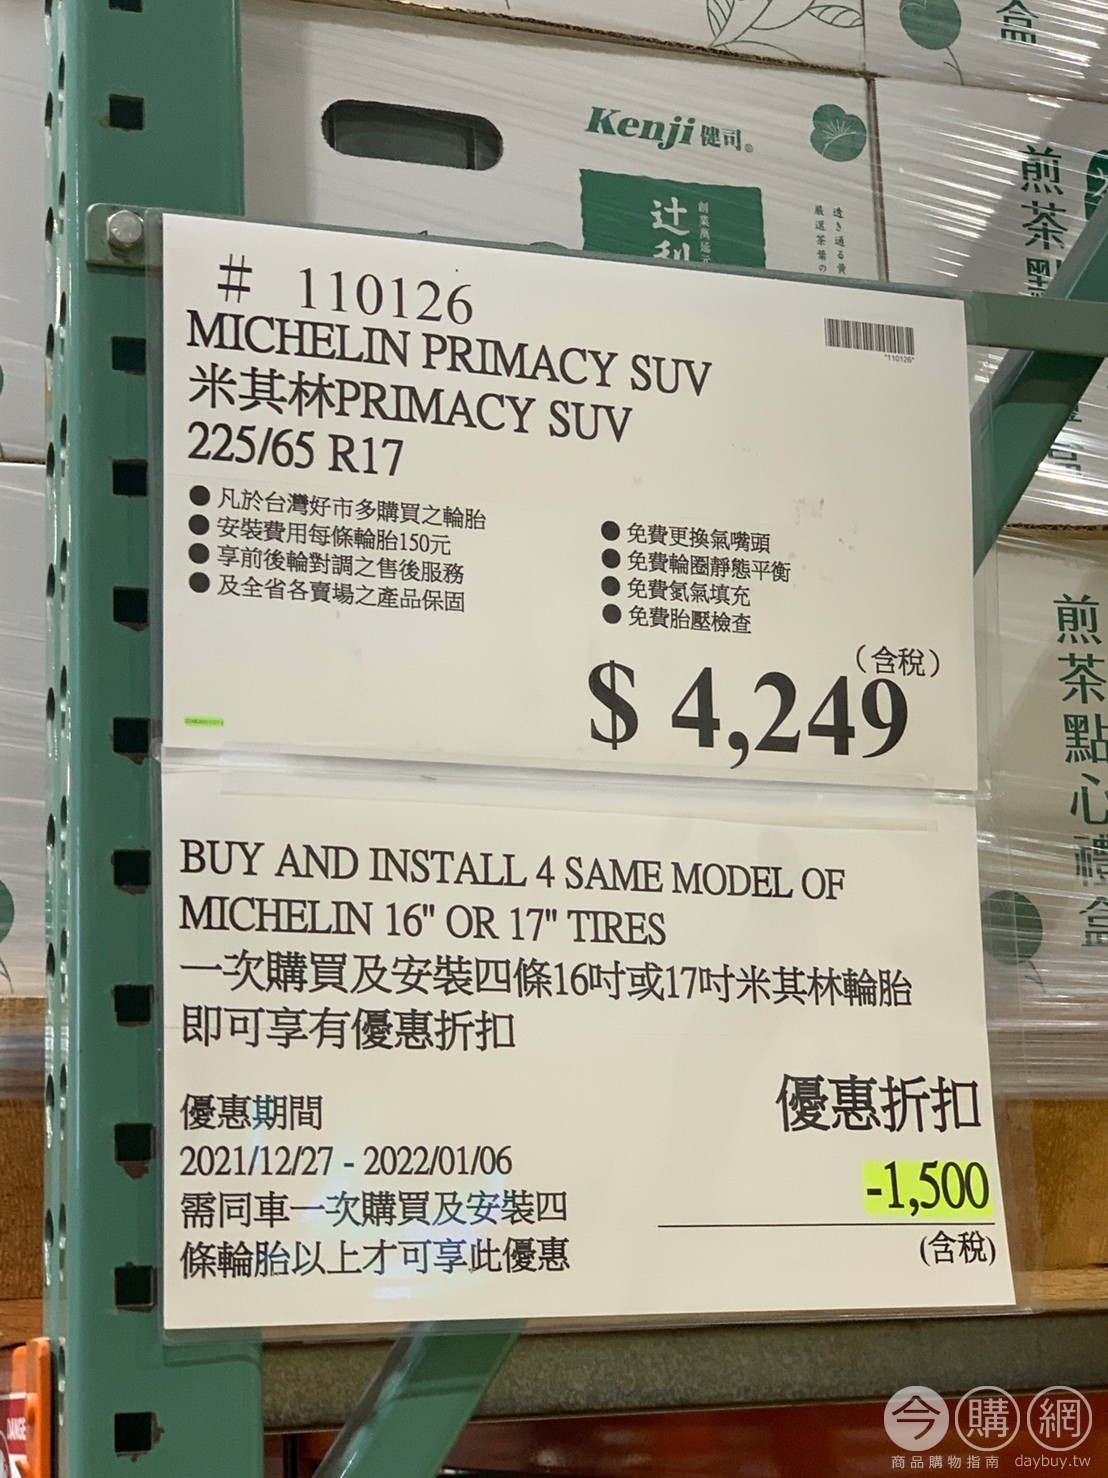 盒
Kenji 健司
辻利
煎茶
# 110126
MICHELIN PRIMACY SUV
*110126*
米其林PRIMACY SUV
225/65 R17
● 凡於台灣好市多購買之輪胎
● 安裝費用每條輪胎150元
● 享前後輪對調之售後服務
● 及全省各賣場之產品保固
● 免費更換氣嘴頭
● 免費輪圈靜態平衡
● 免費氮氣填充
● 免費胎壓檢查
(含稅)
$ 4,249
煎茶點心禮盒
BUY AND INSTALL 4 SAME MODEL OF
MICHELIN 16" OR 17" TIRES
一次購買及安裝四條16吋或17吋米其林輪胎
即可享有優惠折扣
優惠折扣
優惠期間
2021/12/27 - 2022/01/06
-1,500
需同車一次購買及安裝四
條輪胎以上才可享此優惠
(含稅)
今購網
商品購物指南 daybuy.tw